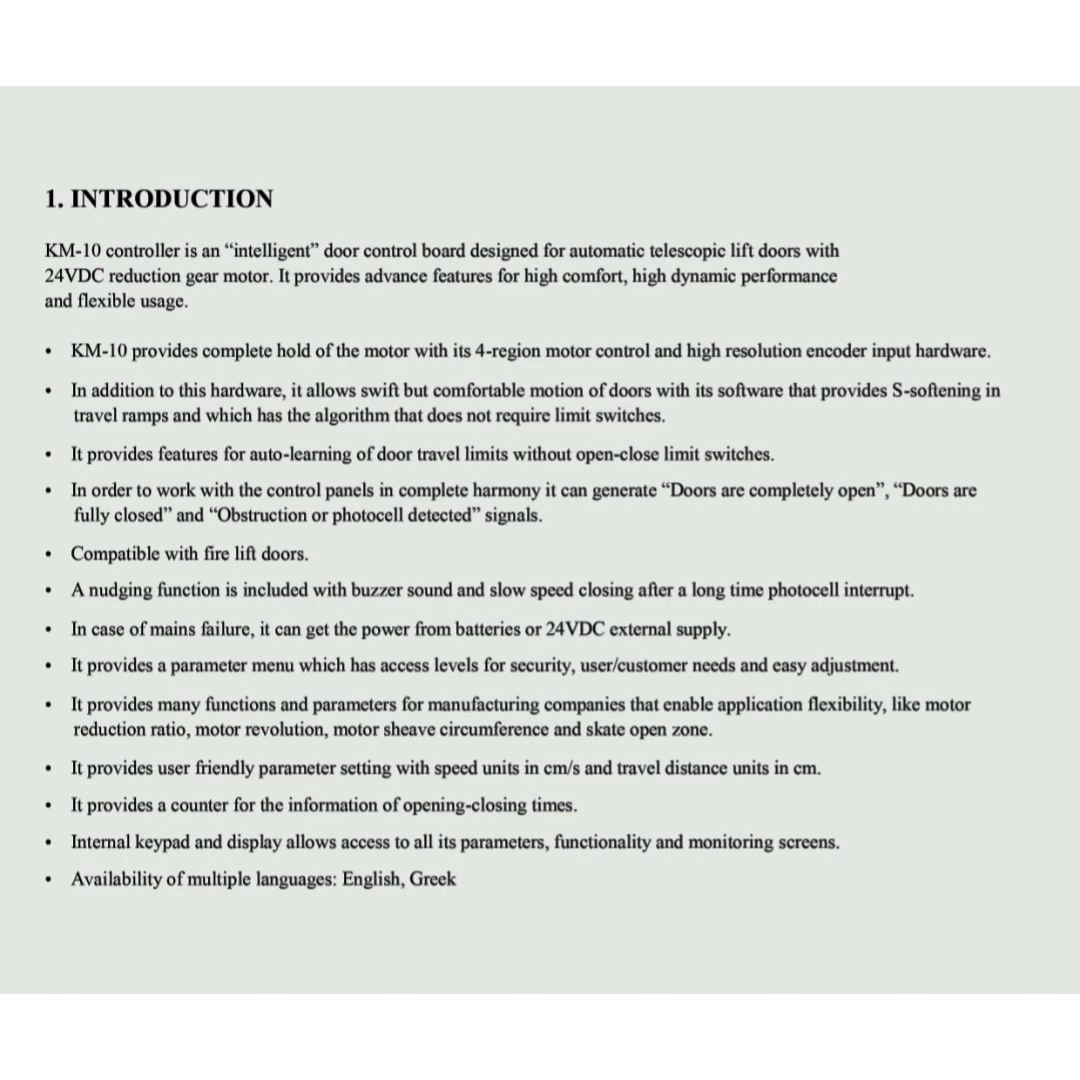 1. INTRODUCTION
KM-10 controller is an “intelligent” door control board designed for automatic telescopic lift doors with
24VDC reduction gear motor. It provides advance features for high comfort, high dynamic performance
and flexible usage.
• KM-10 provides complete hold of the motor with its 4-region motor control and high resolution encoder input hardware.
• In addition to this hardware, it allows swift but comfortable motion of doors with its software that provides S-softening in
travel ramps and which has the algorithm that does not require limit switches.
• It provides features for auto-learning of door travel limits without open-close limit switches.
• In order to work with the control panels in complete harmony it can generate “Doors are completely open”, “Doors are
fully closed” and “Obstruction or photocell detected” signals.
• Compatible with fire lift doors.
• A nudging function is included with buzzer sound and slow speed closing after a long time photocell interrupt.
• In case of mains failure, it can get the power from batteries or 24VDC external supply.
• It provides a parameter menu which has access levels for security, user/customer needs and easy adjustment.
• It provides many functions and parameters for manufacturing companies that enable application flexibility, like motor
reduction ratio, motor revolution, motor sheave circumference and skate open zone.
• It provides user friendly parameter setting with speed units in cm/s and travel distance units in cm.
• It provides a counter for the information of opening-closing times.
• Internal keypad and display allows access to all its parameters, functionality and monitoring screens.
• Availability of multiple languages: English, Greek